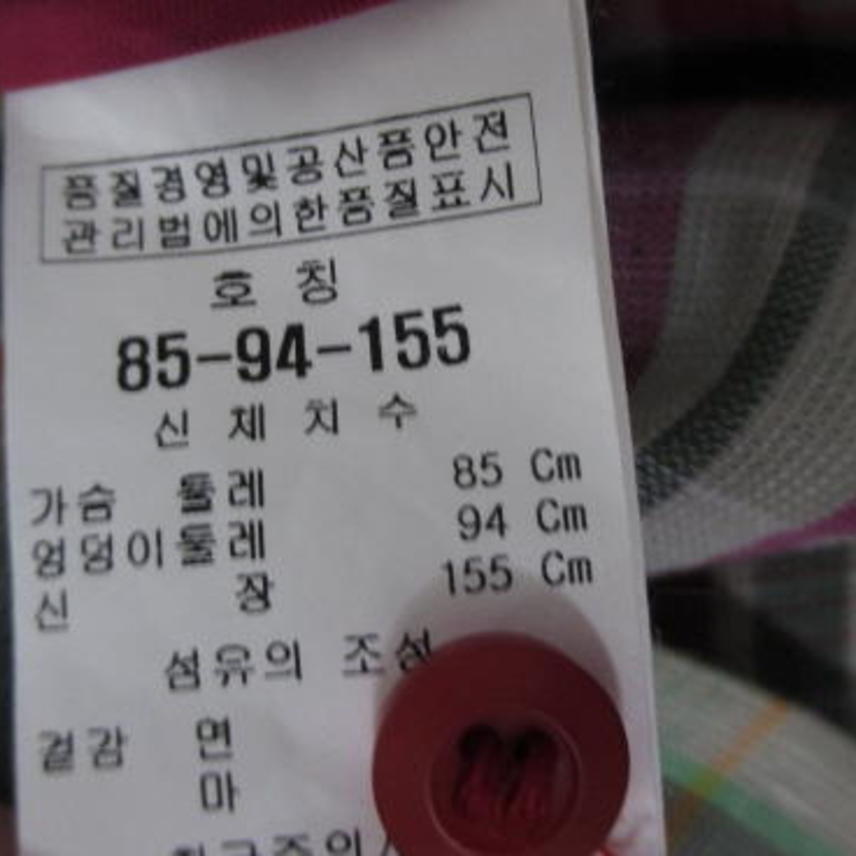 품질경영및공산품안전
관리법에의한품질표시
호 칭
85-94-155
신 체 치 수
가슴 둘레 85 Cm
엉덩이둘레 94 Cm
신 장 155 Cm
섬유의 조성
겉감 면
마